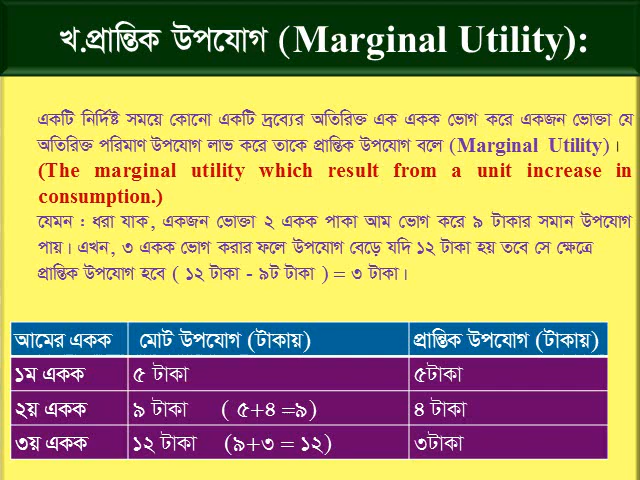 খ.প্রান্তিক উপযোগ (Marginal Utility):
একটি নির্দিষ্ট সময়ে কোনো একটি দ্রব্যের অতিরিক্ত এক একক ভোগ করে একজন ভোক্তা যে
অতিরিক্ত পরিমাণ উপযোগ লাভ করে তাকে প্রান্তিক উপযোগ বলে (Marginal Utility)।
(The marginal utility which result from a unit increase in
consumption.)
যেমন : ধরা যাক, একজন ভোক্তা ২ একক পাকা আম ভোগ করে ৯ টাকার সমান উপযোগ
পায়। এখন, ৩ একক ভোগ করার ফলে উপযোগ বেড়ে যদি ১২ টাকা হয় তবে সে ক্ষেত্রে
প্রান্তিক উপযোগ হবে ( ১২ টাকা - ৯ট টাকা ) = ৩ টাকা।
আমের একক মোট উপযোগ (টাকায়) প্রান্তিক উপযোগ (টাকায়)
১ম একক ৫ টাকা ৫টাকা
২য় একক ৯ টাকা ( ৫+৪ =৯) ৪ টাকা
৩য় একক ১২ টাকা (৯+৩ = ১২) ৩টাকা